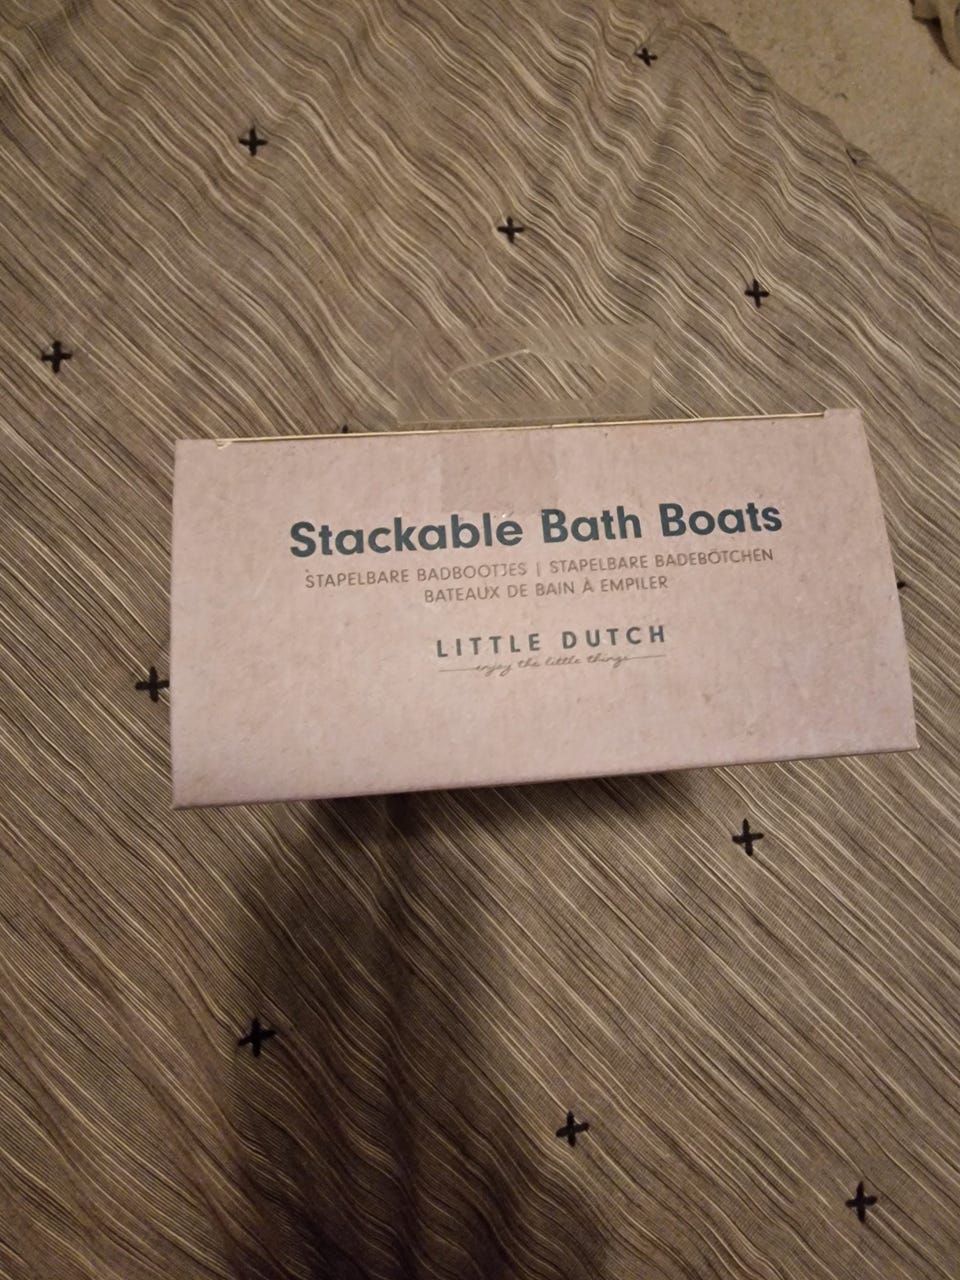 Stackable Bath Boats
STAPELBARE BADBOOTJES | STAPELBARE BADEBÖTCHEN
BATEAUX DE BAIN À EMPILER
LITTLE DUTCH
enjoy the little things